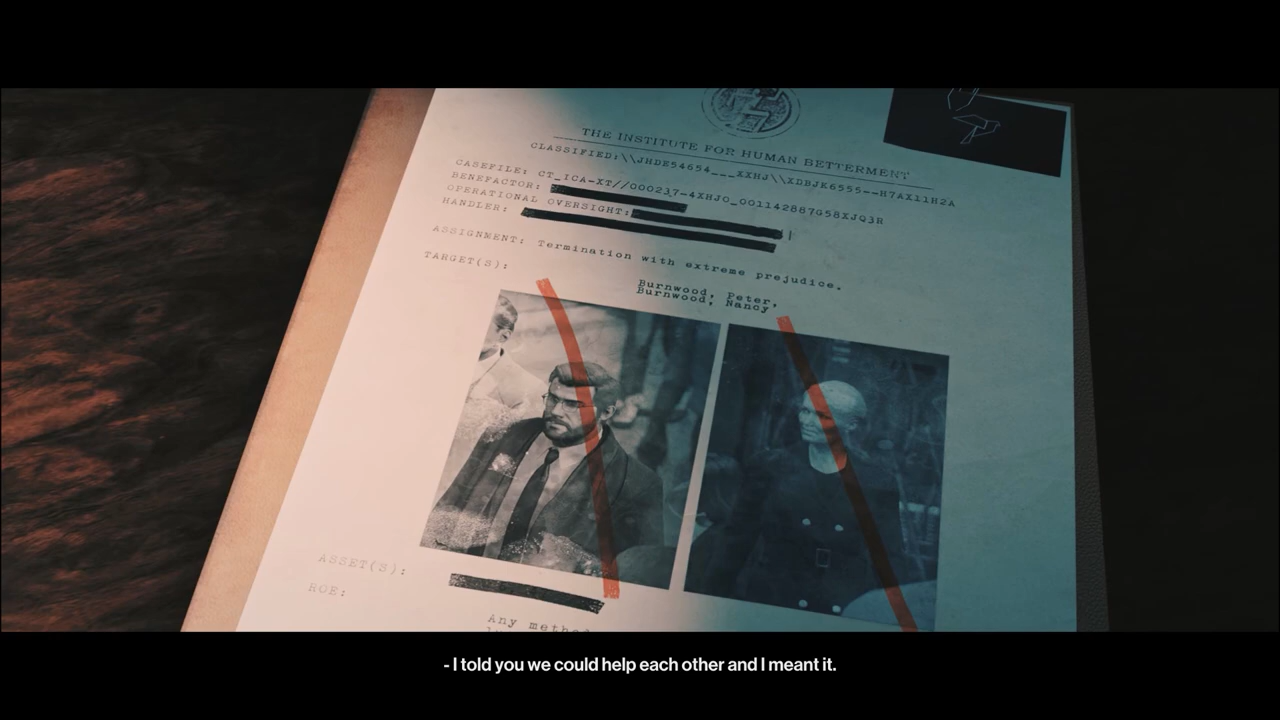 THE INSTITUTE FOR HUMAN BETTERMENT
CLASSIFIED:\\JHDE54654___XXHJ\\XDBJK6555--H7AX11H2A
CASEFILE: CT_ICA-XT//000237-4XHJO_001142887G58XJQ3R
BENEFACTOR:
OPERATIONAL OVERSIGHT:
HANDLER:
ASSIGNMENT: Termination with extreme prejudice.
TARGET(S):
Burnwood, Peter,
Burnwood, Nancy
ASSET(S):
ROE:
Any
- I told you we could help each other and I meant it.